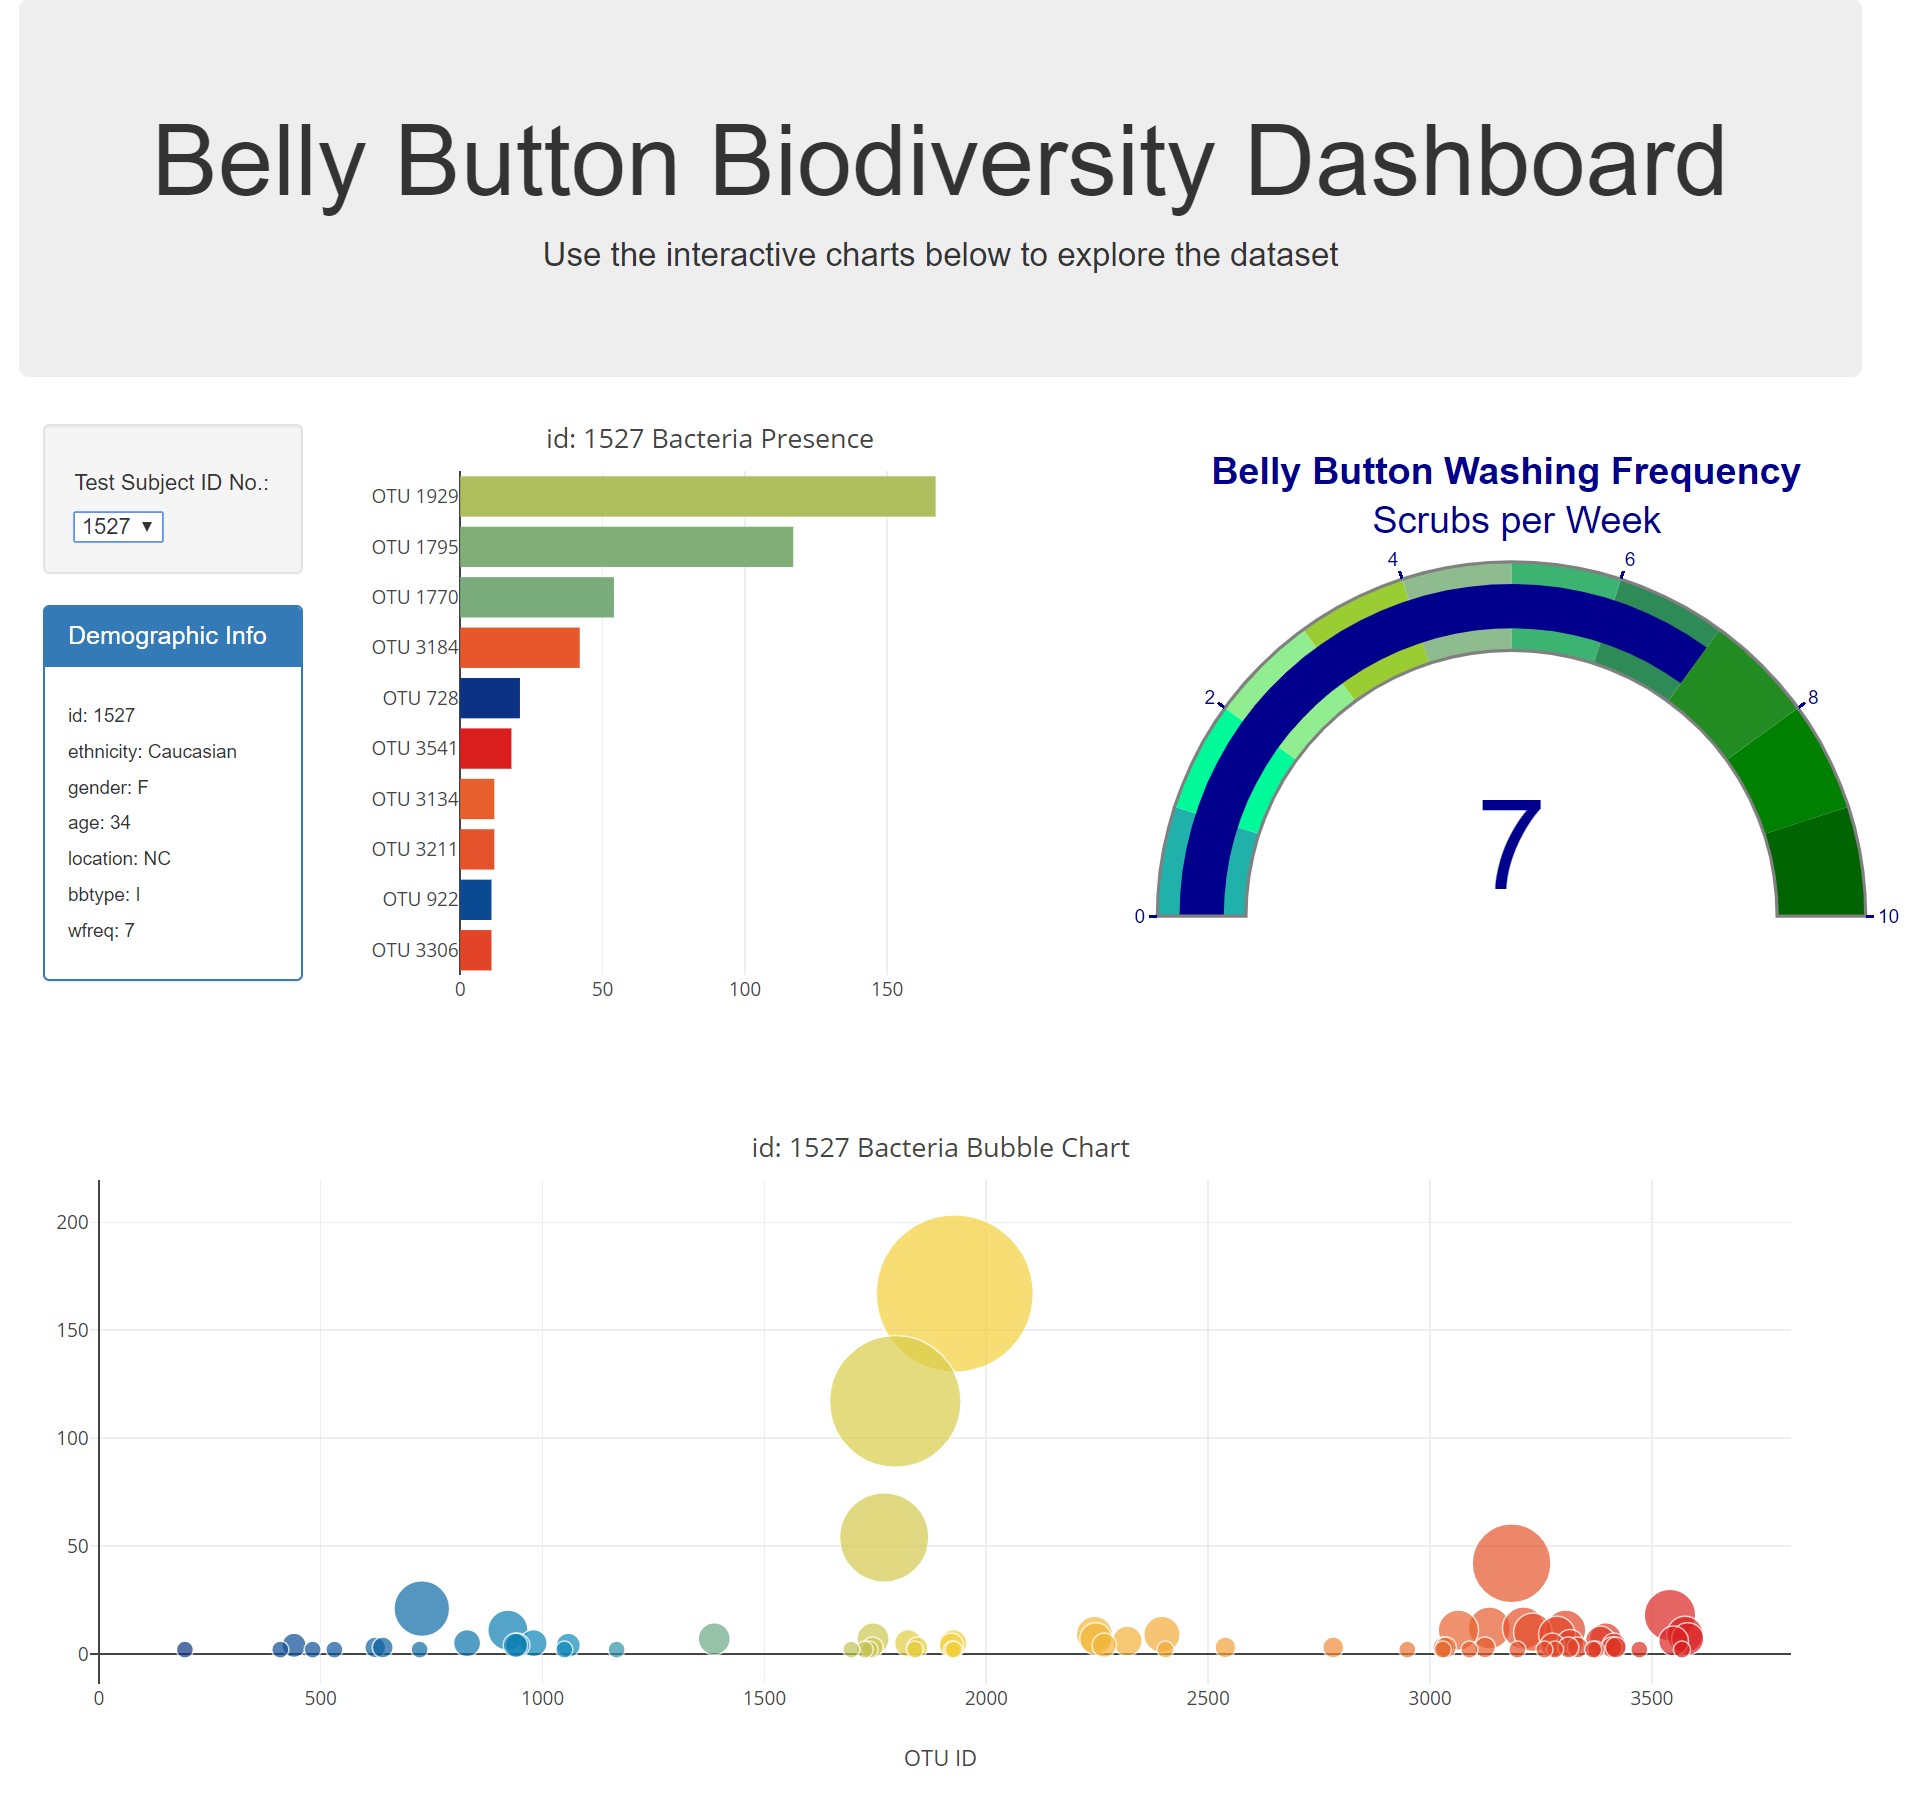 Belly Button Biodiversity Dashboard
Use the interactive charts below to explore the dataset
Test Subject ID No.:
1527 ▼
Demographic Info
id: 1527
ethnicity: Caucasian
gender: F
age: 34
location: NC
bbtype: I
wfreq: 7
id: 1527 Bacteria Presence
OTU 1929
OTU 1795
OTU 1770
OTU 3184
OTU 728
OTU 3541
OTU 3134
OTU 3211
OTU 922
OTU 3306
0 50 100 150
Belly Button Washing Frequency
Scrubs per Week
0
2
4
6
8
10
7
id: 1527 Bacteria Bubble Chart
200
150
100
50
0
0 500 1000 1500 2000 2500 3000 3500
OTU ID